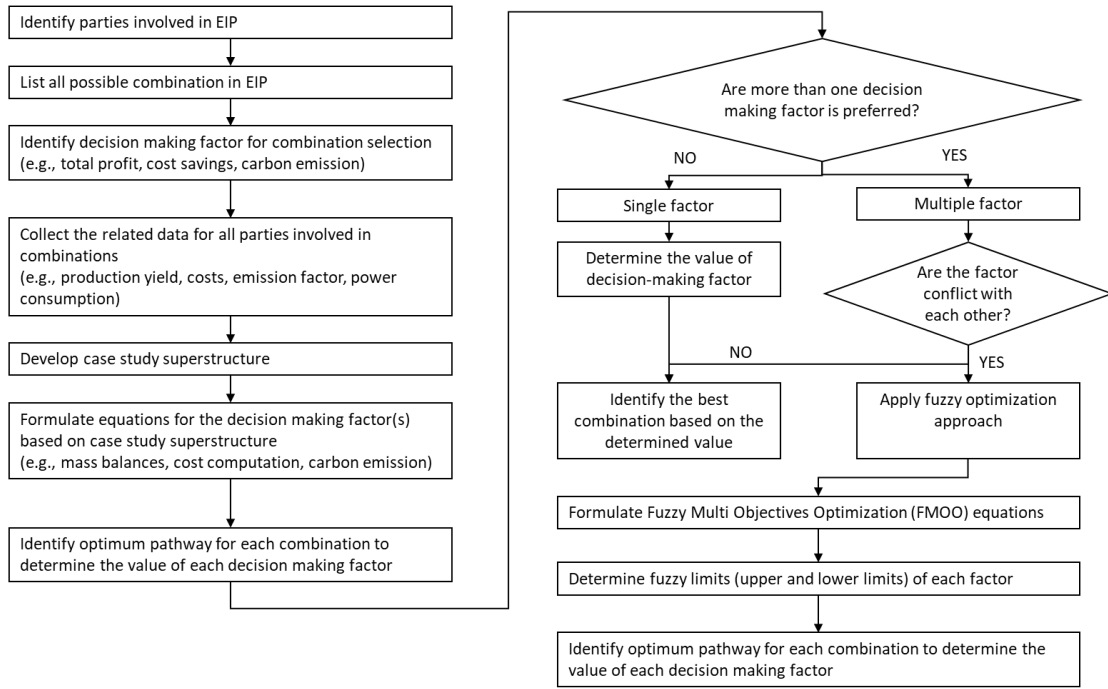 Identify parties involved in EIP
List all possible combination in EIP
Identify decision making factor for combination selection
(e.g., total profit, cost savings, carbon emission)
Collect the related data for all parties involved in
combinations
(e.g., production yield, costs, emission factor, power
consumption)
Develop case study superstructure
Formulate equations for the decision making factor(s)
based on case study superstructure
(e.g., mass balances, cost computation, carbon emission)
Identify optimum pathway for each combination to
determine the value of each decision making factor
Are more than one decision
making factor is preferred?
NO
YES
Single factor
Multiple factor
Determine the value of
decision-making factor
Are the factor
conflict with
each other?
NO
YES
Identify the best
combination based on the
determined value
Apply fuzzy optimization
approach
Formulate Fuzzy Multi Objectives Optimization (FMOO) equations
Determine fuzzy limits (upper and lower limits) of each factor
Identify optimum pathway for each combination to determine the
value of each decision making factor